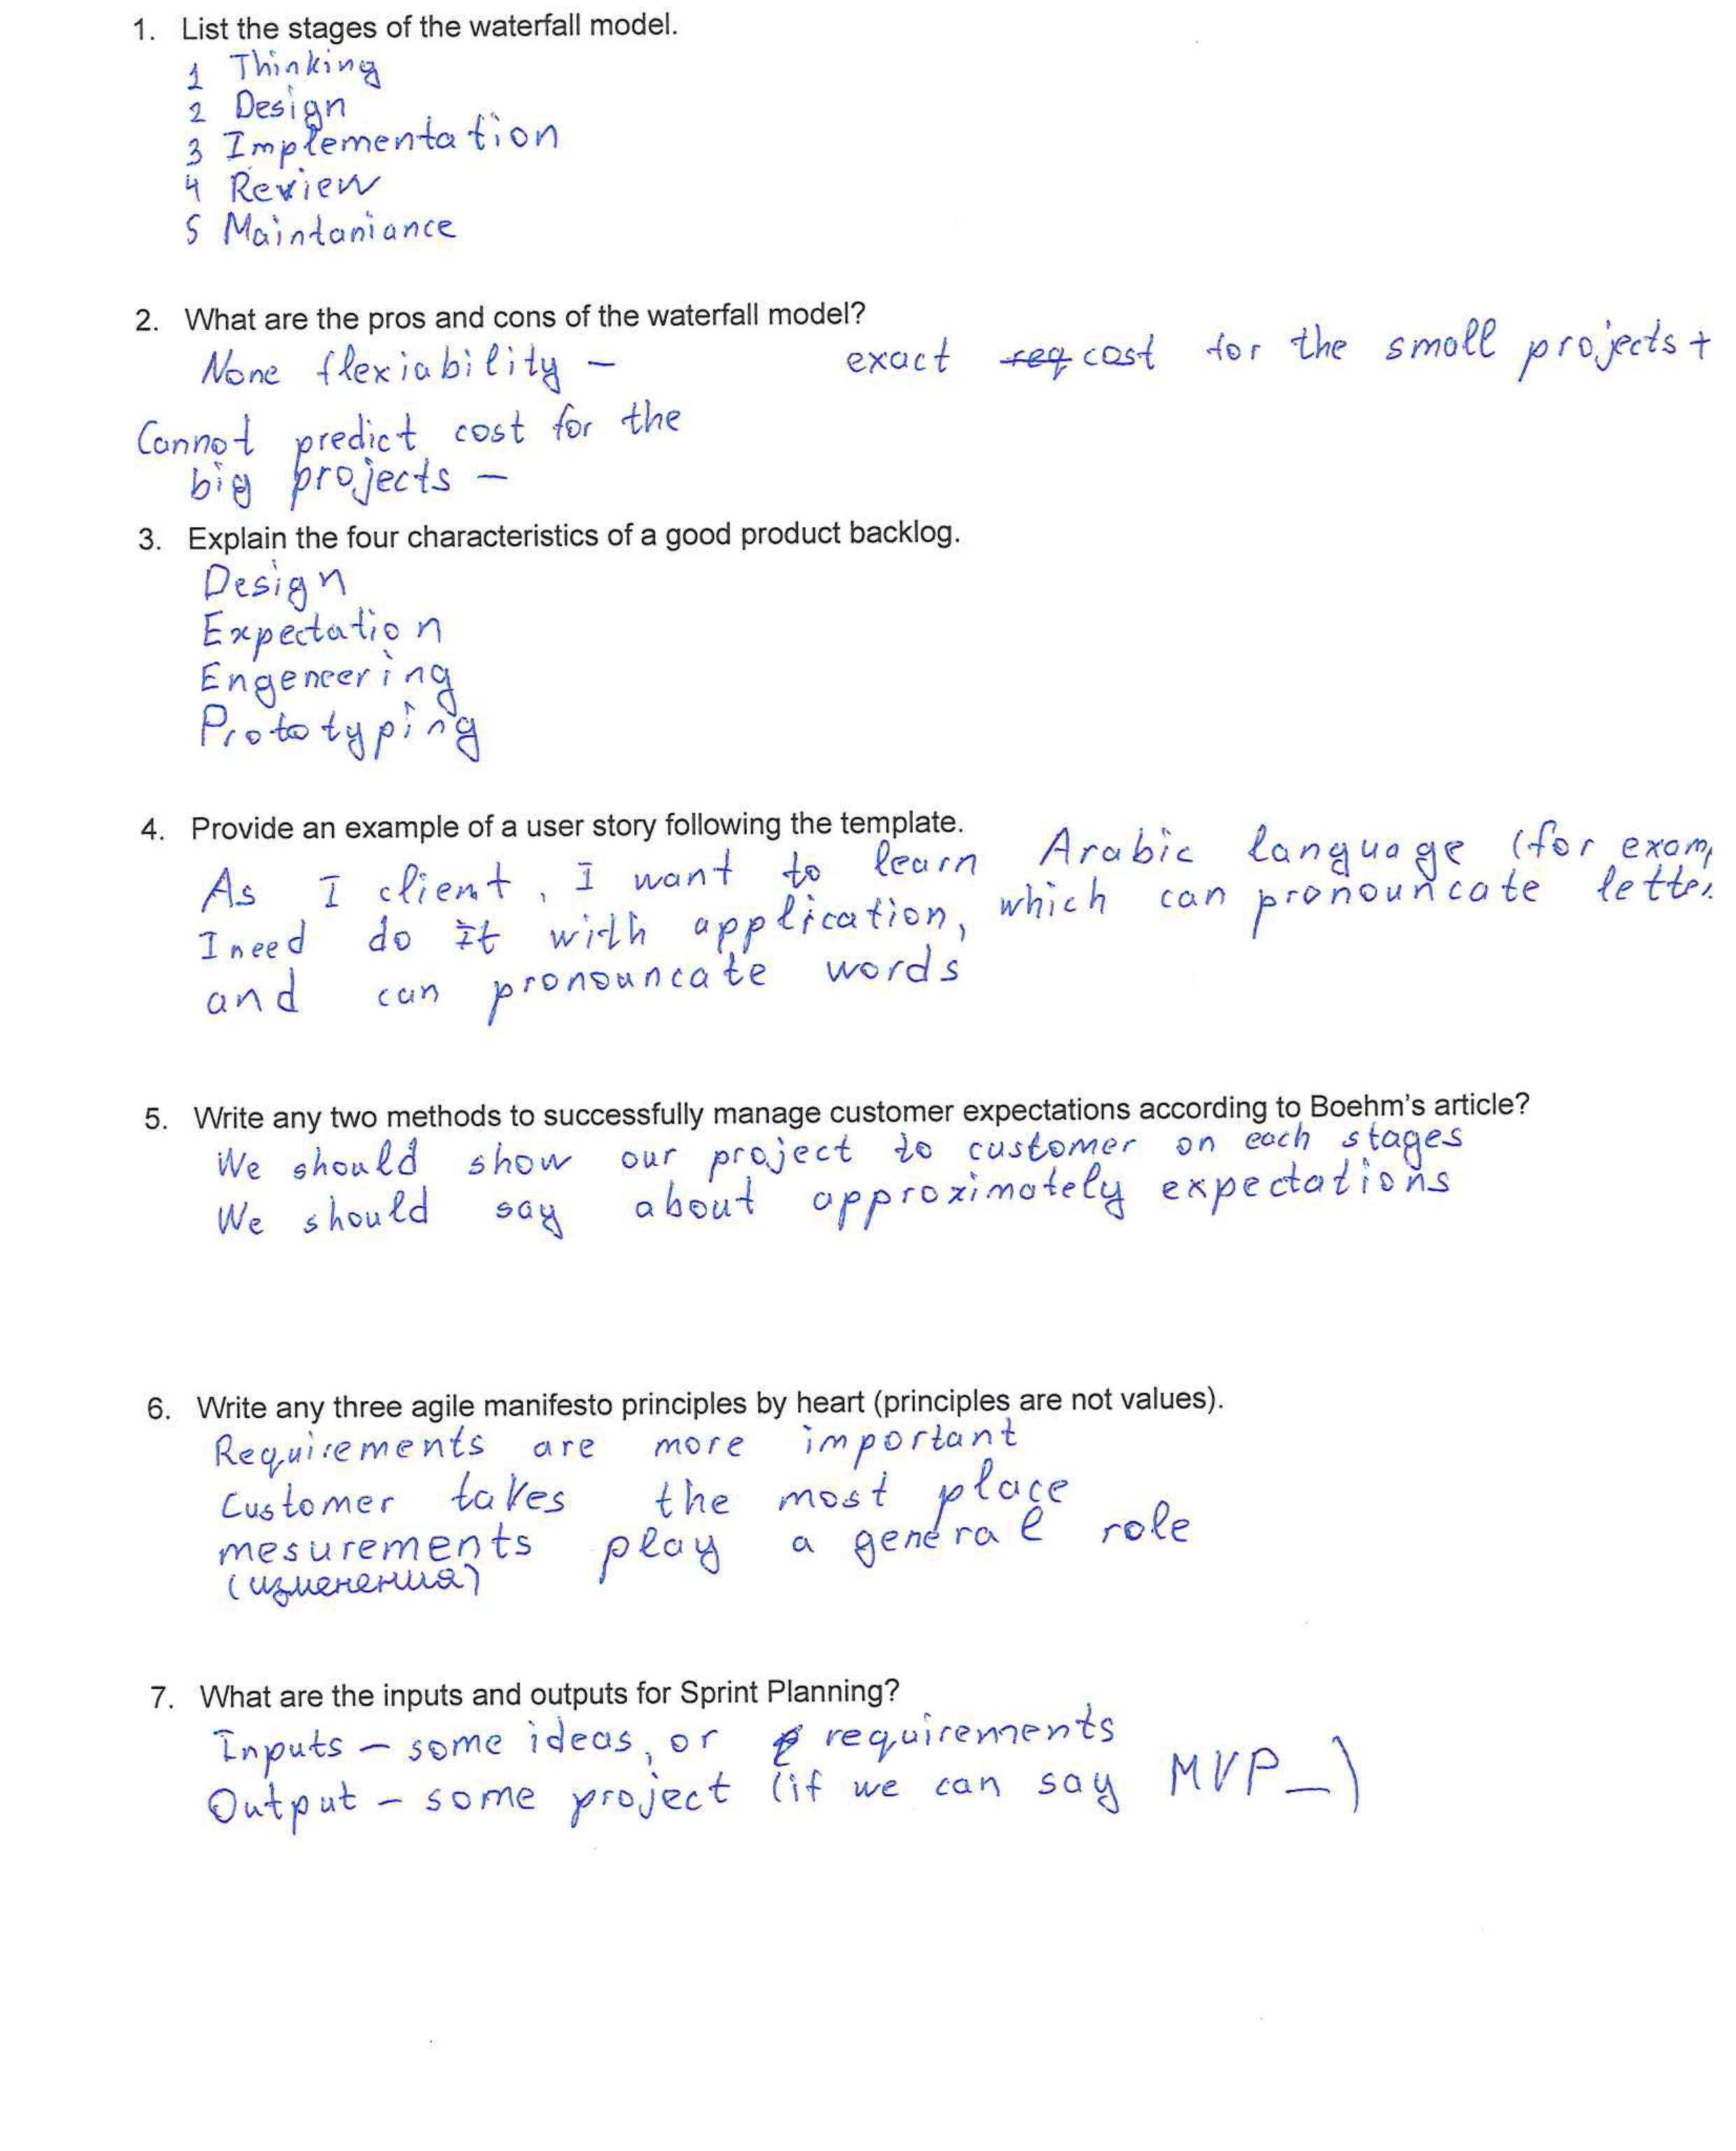 1. List the stages of the waterfall model.
1 Thinking
2 Design
3 Implementation
4 Review
5 Maintaniance
2. What are the pros and cons of the waterfall model?
None flexiability – exact req cost for the small projects +
Cannot predict cost for the
big projects –
3. Explain the four characteristics of a good product backlog.
Design
Expectation
Engeneering
Prototyping
4. Provide an example of a user story following the template.
As I client, I want to learn Arabic language (for exam
I need do it with application, which can pronouncate letter
and can pronouncate words
5. Write any two methods to successfully manage customer expectations according to Boehm's article?
We should show our project to customer on each stages
We should say about approximately expectations
6. Write any three agile manifesto principles by heart (principles are not values).
Requirements are more important
Customer takes the most place
mesurements play a general role
(изменения)
7. What are the inputs and outputs for Sprint Planning?
Inputs – some ideas, or requirements
Output – some project (if we can say MVP_)